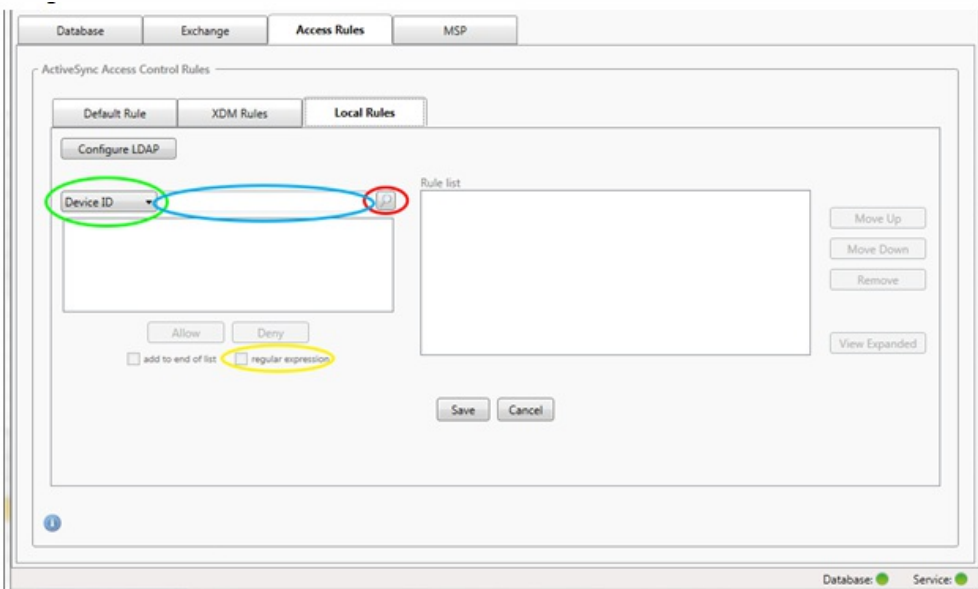 Database Exchange Access Rules MSP
ActiveSync Access Control Rules
Default Rule XDM Rules Local Rules
Configure LDAP
Rule list
Device ID
Move Up
Move Down
Remove
Allow Deny
View Expanded
add to end of list regular expression
Save Cancel
Database: Service: